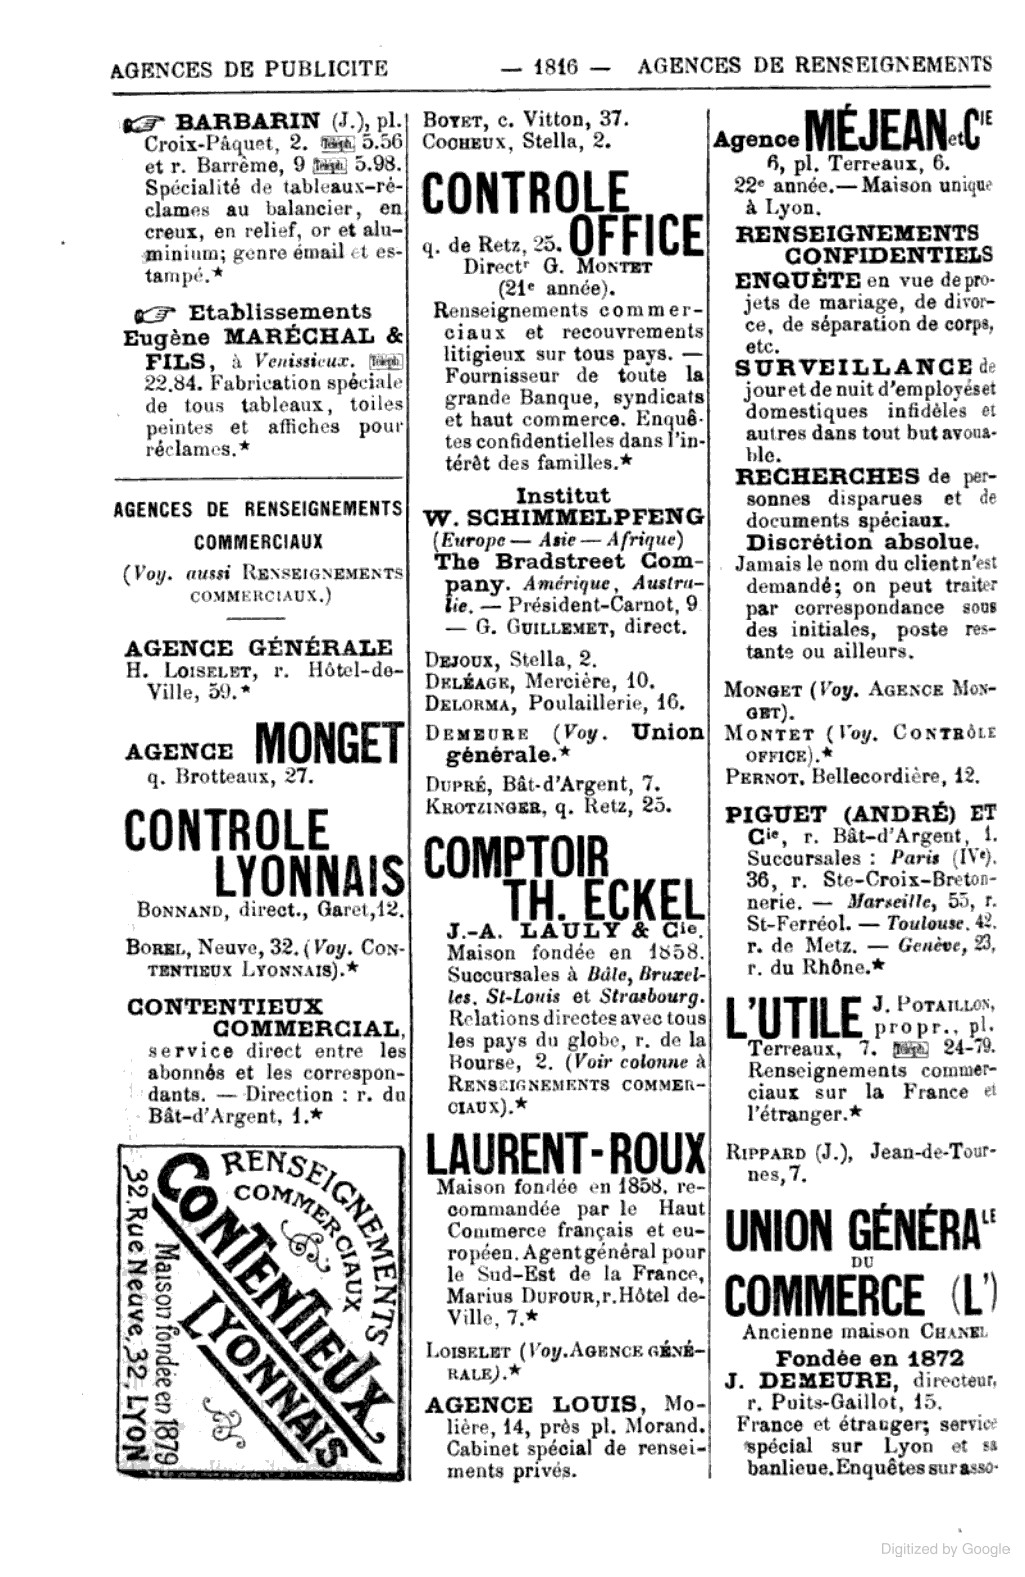 AGENCES DE PUBLICITE — 1816 — AGENCES DE RENSEIGNEMENTS
BARBARIN (J.), pl.
Croix-Pâquet, 2. Téléph. 5.56
et r. Barrême, 9 Téléph. 5.98.
Spécialité de tableaux-ré-
clames au balancier, en
creux, en relief, or et alu-
minium; genre émail et es-
tampé.★
Etablissements
Eugène MARÉCHAL &
FILS, à Venissieux. Téléph.
22.84. Fabrication spéciale
de tous tableaux, toiles
peintes et affiches pour
réclames.★
AGENCES DE RENSEIGNEMENTS
COMMERCIAUX
(Voy. aussi RENSEIGNEMENTS
COMMERCIAUX.)
AGENCE GÉNÉRALE
H. LOISELET, r. Hôtel-de-
Ville, 59.★
AGENCE MONGET
q. Brotteaux, 27.
CONTROLE
LYONNAIS
BONNAND, direct., Garet,12.
BOREL, Neuve, 32. (Voy. CON-
TENTIEUX LYONNAIS).★
CONTENTIEUX
COMMERCIAL,
service direct entre les
abonnés et les correspon-
dants. — Direction : r. du
Bât-d'Argent, 1.★
RENSEIGNEMENTS
COMMERCIAUX
CONTENTIEUX
LYONNAIS
Maison fondée en 1879
32, Rue Neuve, 32, LYON
BOYET, c. Vitton, 37.
COCHEUX, Stella, 2.
CONTROLE
OFFICE
q. de Retz, 25.
Directr G. MONTET
(21e année).
Renseignements commer-
ciaux et recouvrements
litigieux sur tous pays. —
Fournisseur de toute la
grande Banque, syndicats
et haut commerce. Enquê-
tes confidentielles dans l'in-
térêt des familles.★
Institut
W. SCHIMMELPFENG
(Europe — Asie — Afrique)
The Bradstreet Com-
pany. Amérique, Austra-
lie. — Président-Carnot, 9
— G. GUILLEMET, direct.
DEJOUX, Stella, 2.
DELÉAGE, Mercière, 10.
DELORMA, Poulaillerie, 16.
DEMEURE (Voy. Union
générale.★
DUPRÉ, Bât-d'Argent, 7.
KROTZINGER, q. Retz, 25.
COMPTOIR
TH. ECKEL
J.-A. LAULY & Cie.
Maison fondée en 1858.
Succursales à Bâle, Bruxel-
les, St-Louis et Strasbourg.
Relations directes avec tous
les pays du globe, r. de la
Bourse, 2. (Voir colonne à
RENSEIGNEMENTS COMMER-
CIAUX).★
LAURENT-ROUX
Maison fondée en 1858, re-
commandée par le Haut
Commerce français et eu-
ropéen. Agent général pour
le Sud-Est de la France,
Marius DUFOUR, r. Hôtel de-
Ville, 7.★
LOISELET (Voy. AGENCE GÉNÉ-
RALE).★
AGENCE LOUIS, Mo-
lière, 14, près pl. Morand.
Cabinet spécial de rensei-
ments privés.
Agence MÉJEAN et CIE
6, pl. Terreaux, 6.
22e année. — Maison unique
à Lyon.
RENSEIGNEMENTS
CONFIDENTIELS
ENQUÊTE en vue de pro-
jets de mariage, de divor-
ce, de séparation de corps,
etc.
SURVEILLANCE de
jour et de nuit d'employés et
domestiques infidèles et
autres dans tout but avoua-
ble.
RECHERCHES de per-
sonnes disparues et de
documents spéciaux.
Discrétion absolue.
Jamais le nom du client n'est
demandé; on peut traiter
par correspondance sous
des initiales, poste res-
tante ou ailleurs.
MONGET (Voy. AGENCE MON-
GET).
MONTET (Voy. CONTRÔLE
OFFICE).★
PERNOT, Bellecordière, 12.
PIGUET (ANDRÉ) ET
Cie, r. Bât-d'Argent, 1.
Succursales : Paris (IVe),
36, r. Ste-Croix-Breton-
nerie. — Marseille, 55, r.
St-Ferréol. — Toulouse, 42,
r. de Metz. — Genève, 23,
r. du Rhône.★
L'UTILE J. POTAILLON,
propr., pl.
Terreaux, 7. Téléph. 24-79.
Renseignements commer-
ciaux sur la France et
l'étranger.★
RIPPARD (J.), Jean-de-Tour-
nes, 7.
UNION GÉNÉRALE
DU
COMMERCE (L')
Ancienne maison CHANEL
Fondée en 1872
J. DEMEURE, directeur,
r. Puits-Gaillot, 15.
France et étranger; service
spécial sur Lyon et sa
banlieue. Enquêtes sur asso-
Digitized by Google